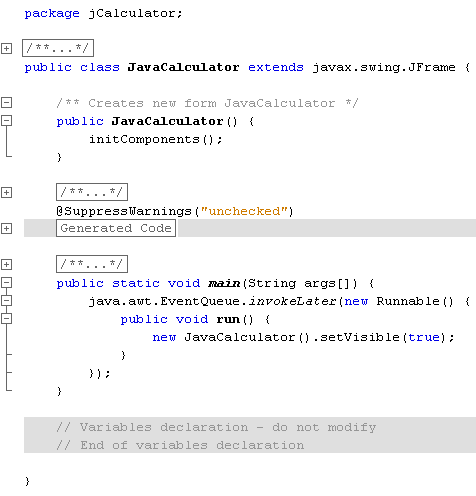 package jCalculator;
/**...*/
public class JavaCalculator extends javax.swing.JFrame {
/** Creates new form JavaCalculator */
public JavaCalculator() {
initComponents();
}
/**...*/
@SuppressWarnings("unchecked")
Generated Code
/**...*/
public static void main(String args[]) {
java.awt.EventQueue.invokeLater(new Runnable() {
public void run() {
new JavaCalculator().setVisible(true);
}
});
}
// Variables declaration - do not modify
// End of variables declaration
}